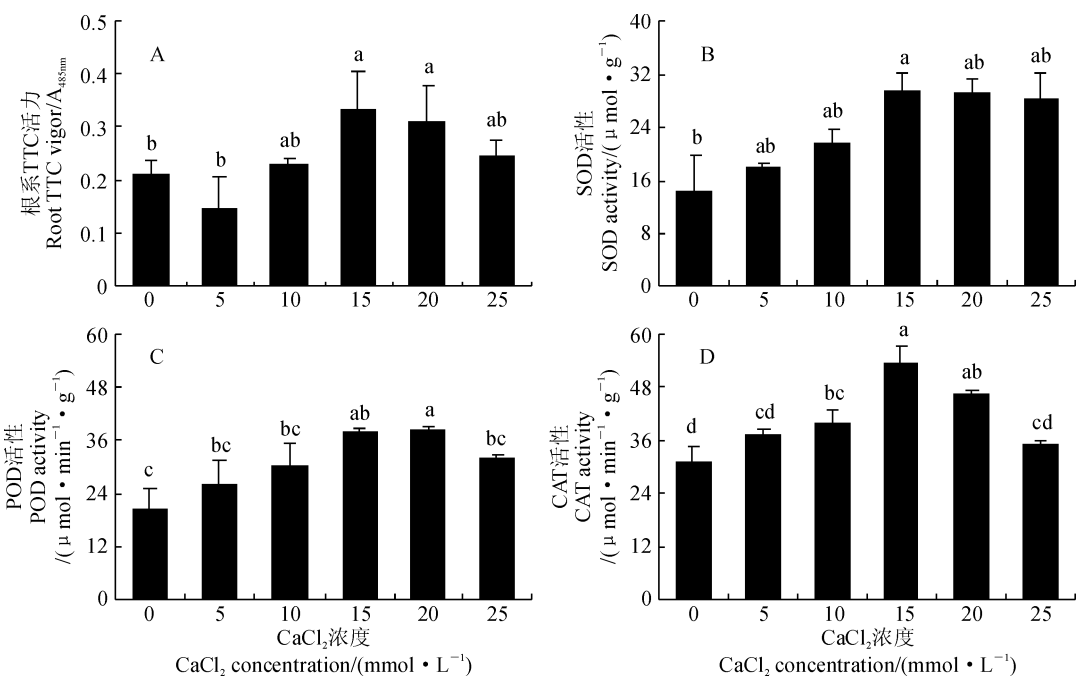 0.5
0.4
0.3
0.2
0.1
0
根系TTC活力
Root TTC vigor/A485nm
A
b
b
ab
a
a
ab
0 5 10 15 20 25
40
32
24
16
8
0
SOD活性
SOD activity/(μ mol·g−1)
B
b
ab
ab
a
ab
ab
0 5 10 15 20 25
60
48
36
24
12
0
POD活性
POD activity
/(μ mol·min−1·g−1)
C
c
bc
bc
ab
a
bc
0 5 10 15 20 25
CaCl2浓度
CaCl2 concentration/(mmol·L−1)
60
48
36
24
12
0
CAT活性
CAT activity
/(μ mol·min−1·g−1)
D
d
cd
bc
a
ab
cd
0 5 10 15 20 25
CaCl2浓度
CaCl2 concentration/(mmol·L−1)